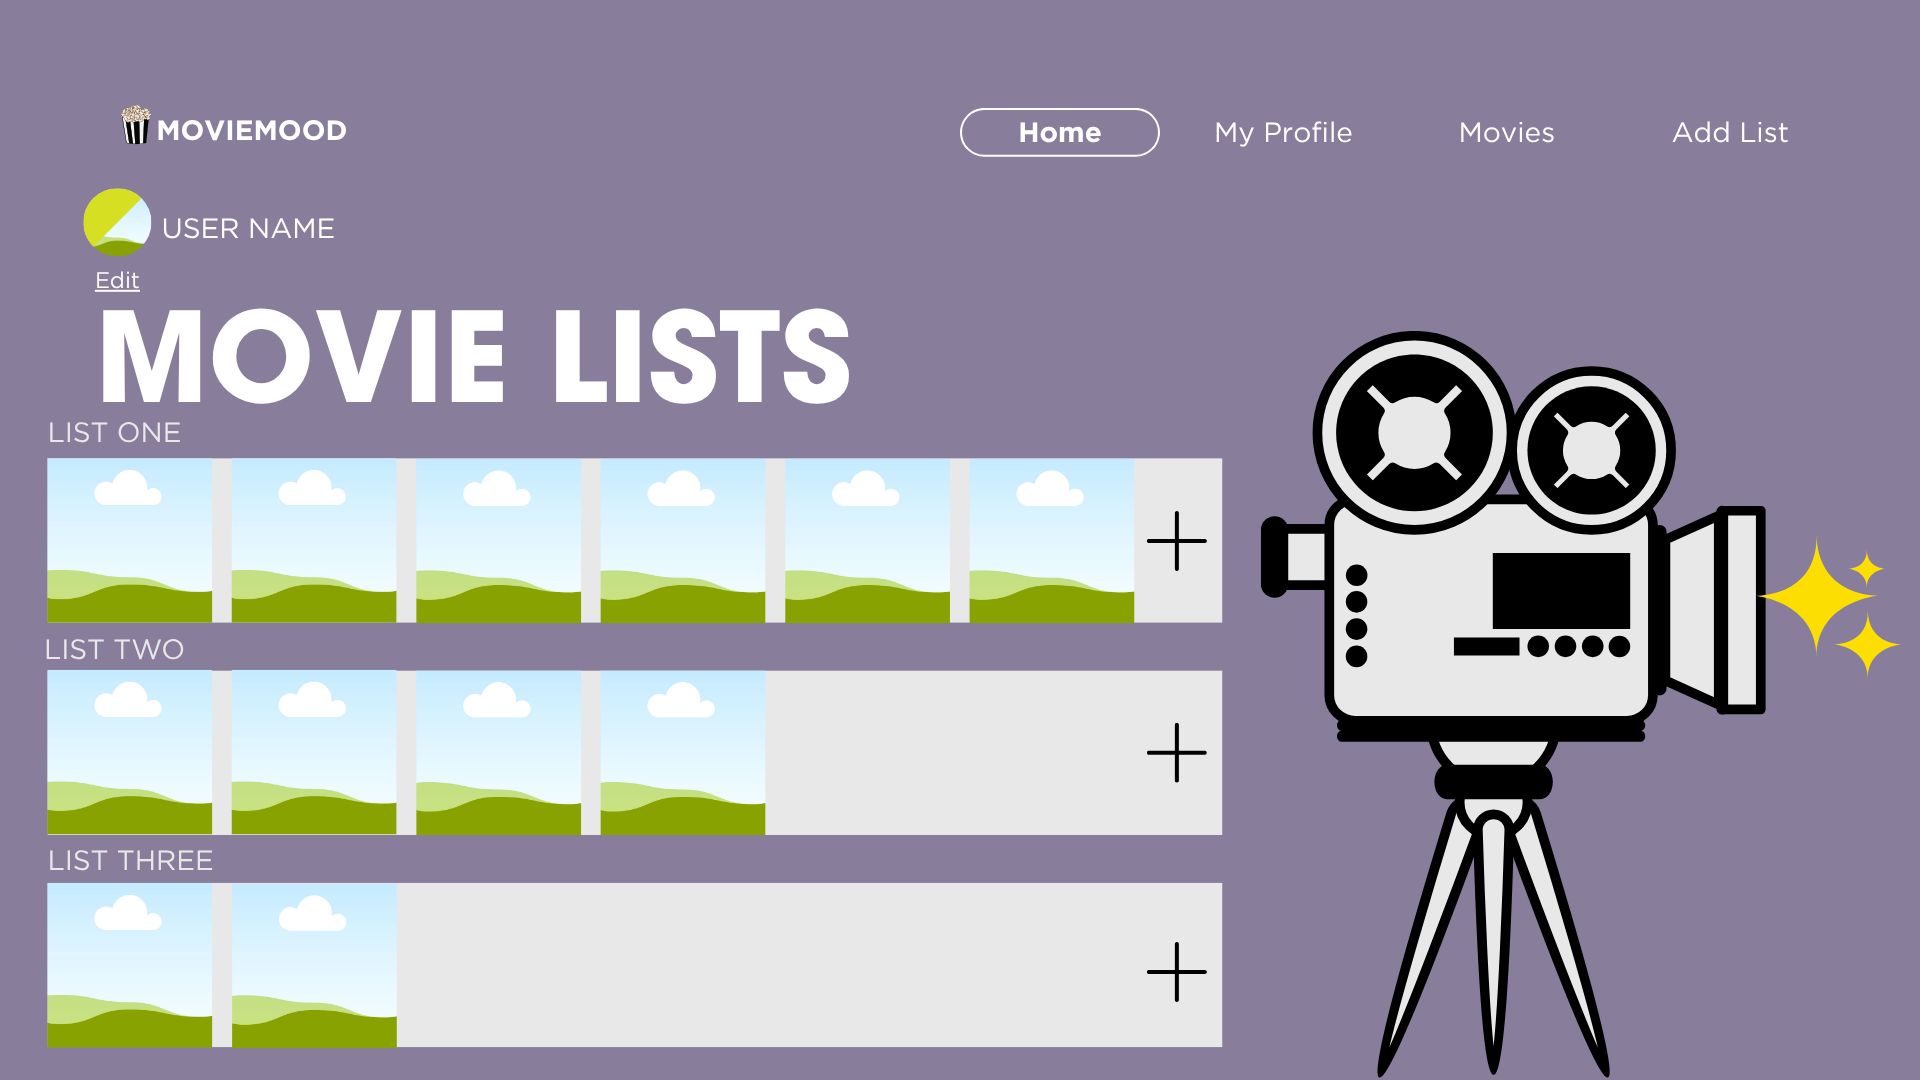 MOVIEMOOD
Home
My Profile
Movies
Add List
USER NAME
Edit
MOVIE LISTS
LIST ONE
LIST TWO
LIST THREE